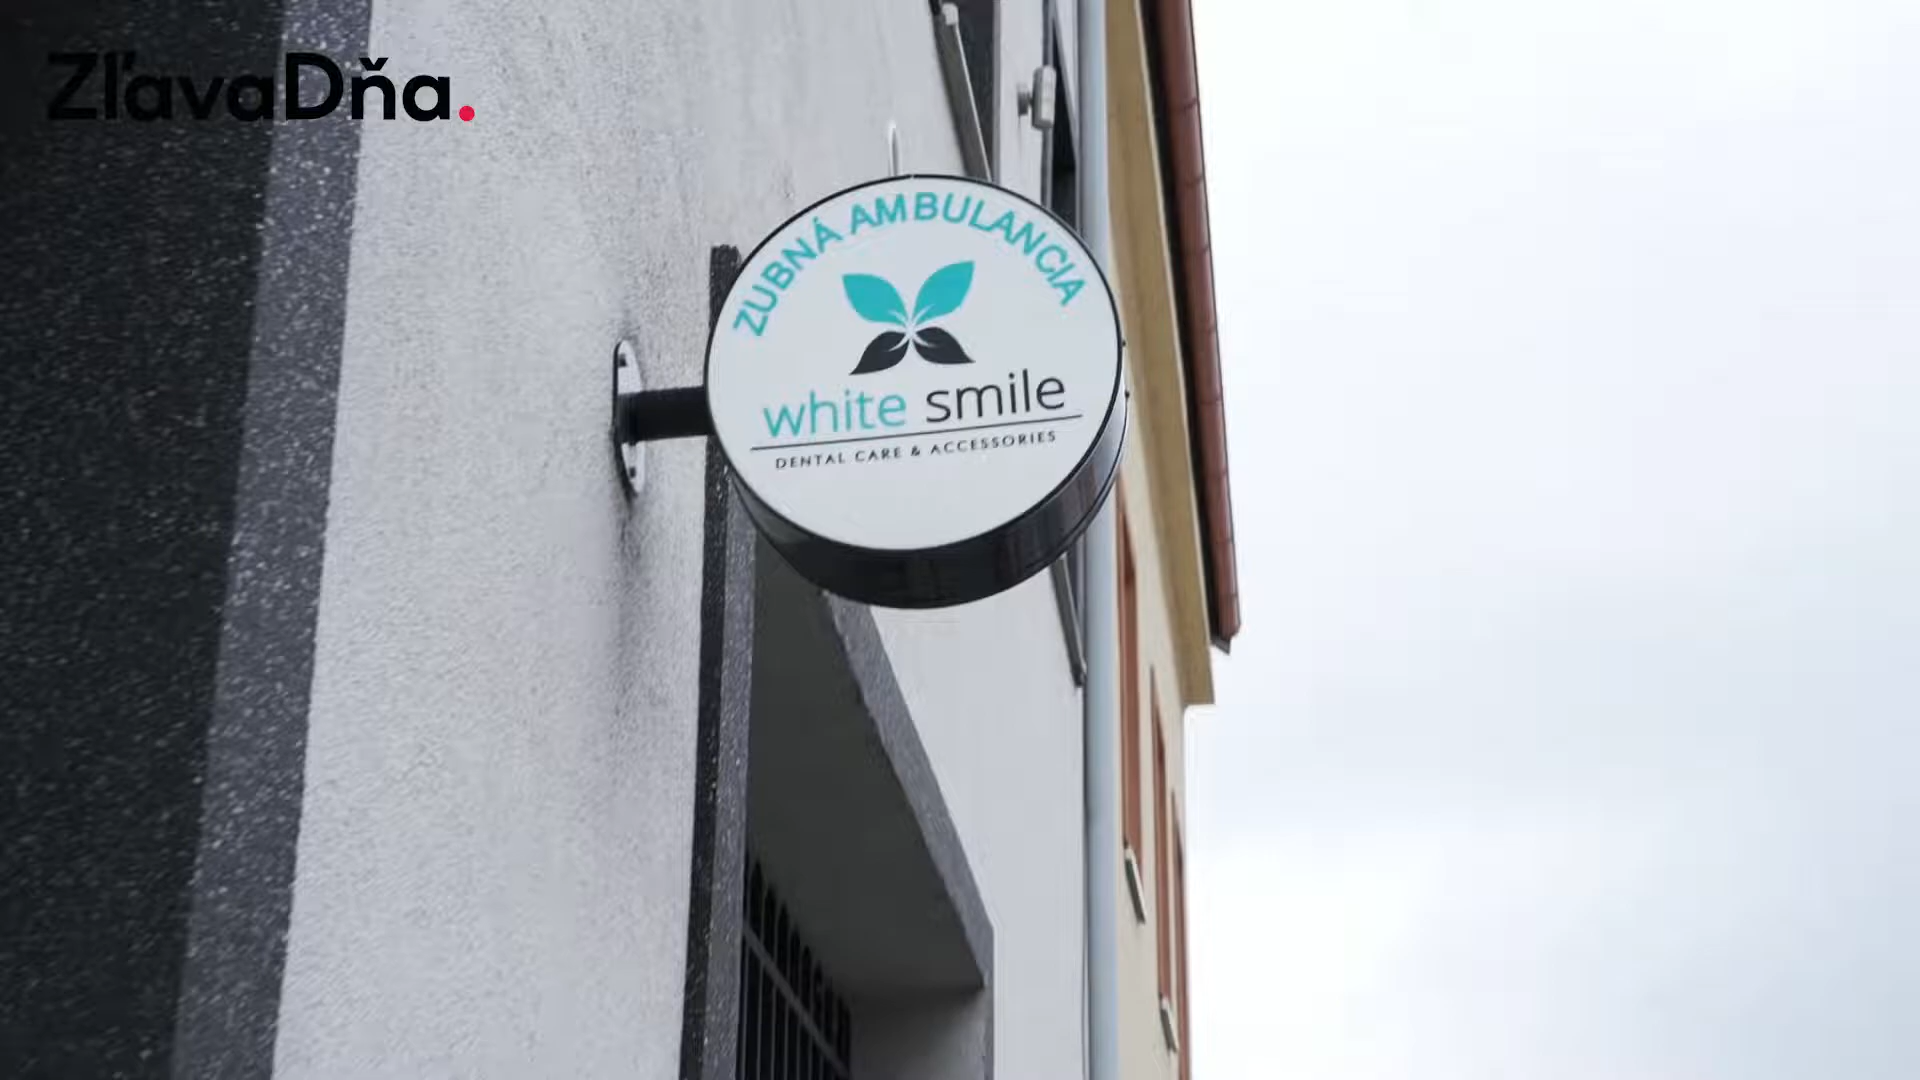 ZľavaDňa.
ZUBNÁ AMBULANCIA
white smile
DENTAL CARE & ACCESSORIES